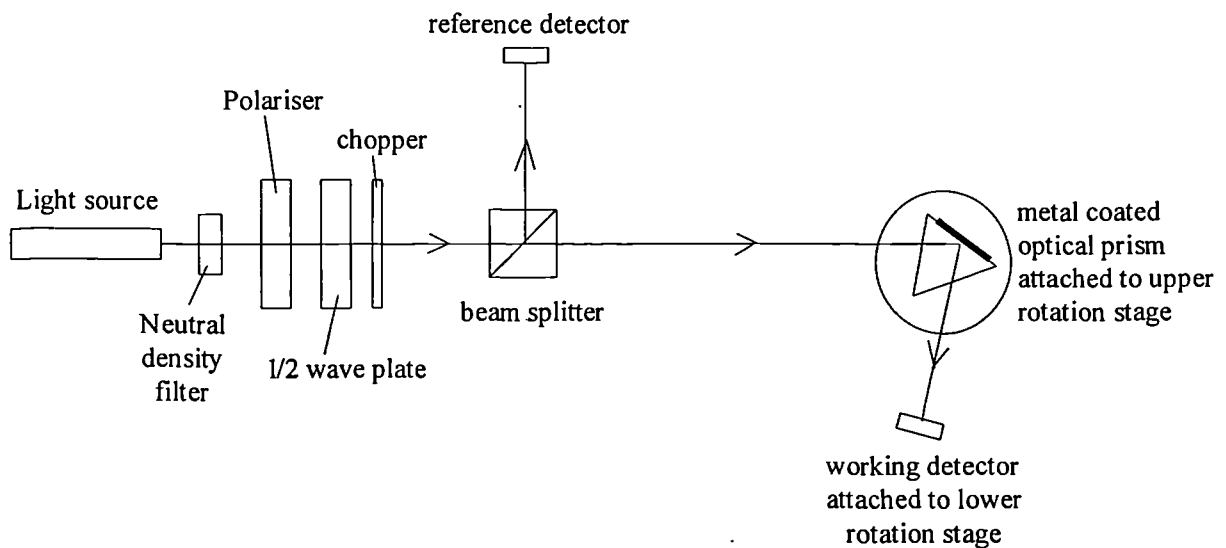 reference detector
Polariser
chopper
Light source
Neutral
density
filter
1/2 wave plate
beam splitter
metal coated
optical prism
attached to upper
rotation stage
working detector
attached to lower
rotation stage